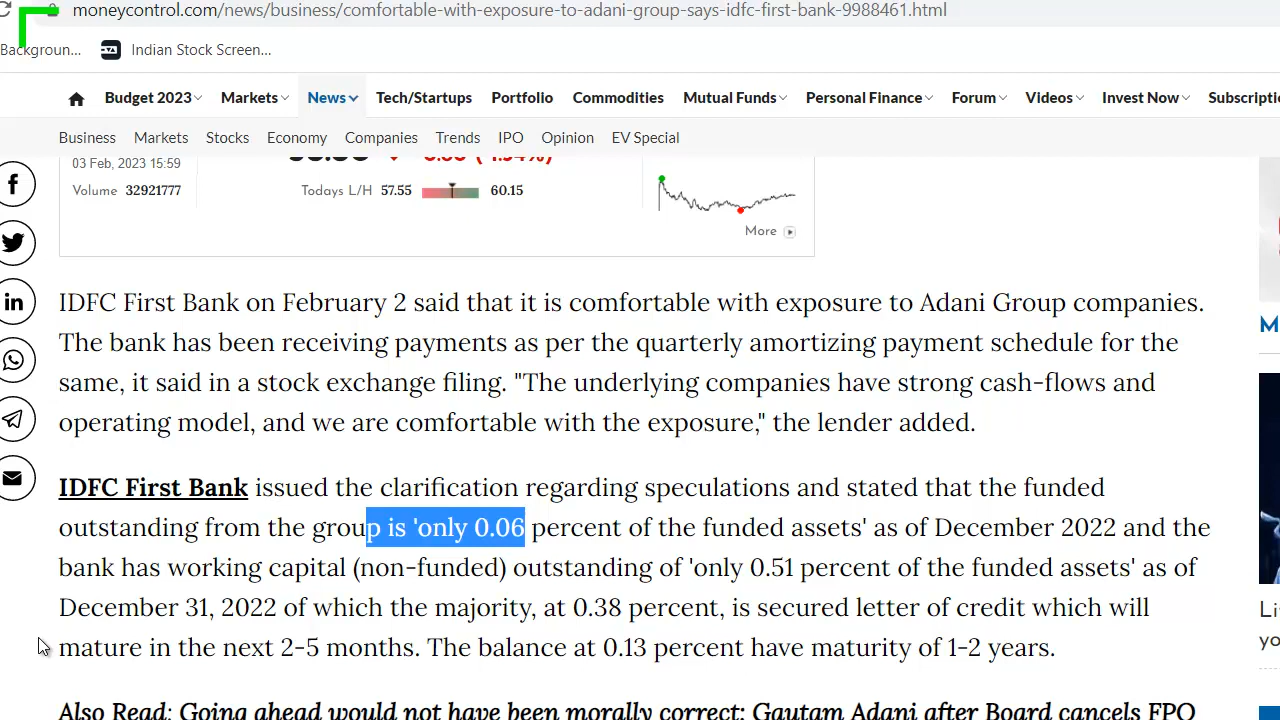 moneycontrol.com/news/business/comfortable-with-exposure-to-adani-group-says-idfc-first-bank-9988461.html
Backgroun... Indian Stock Screen...
Budget 2023 Markets News Tech/Startups Portfolio Commodities Mutual Funds Personal Finance Forum Videos Invest Now
Business Markets Stocks Economy Companies Trends IPO Opinion EV Special
03 Feb, 2023 15:59
Volume 32921777 Todays L/H 57.55 60.15
More
IDFC First Bank on February 2 said that it is comfortable with exposure to Adani Group companies.
The bank has been receiving payments as per the quarterly amortizing payment schedule for the
same, it said in a stock exchange filing. "The underlying companies have strong cash-flows and
operating model, and we are comfortable with the exposure," the lender added.
IDFC First Bank issued the clarification regarding speculations and stated that the funded
outstanding from the group is 'only 0.06 percent of the funded assets' as of December 2022 and the
bank has working capital (non-funded) outstanding of 'only 0.51 percent of the funded assets' as of
December 31, 2022 of which the majority, at 0.38 percent, is secured letter of credit which will
mature in the next 2-5 months. The balance at 0.13 percent have maturity of 1-2 years.
Also Read: Going ahead would not have been morally correct: Gautam Adani after Board cancels FPO